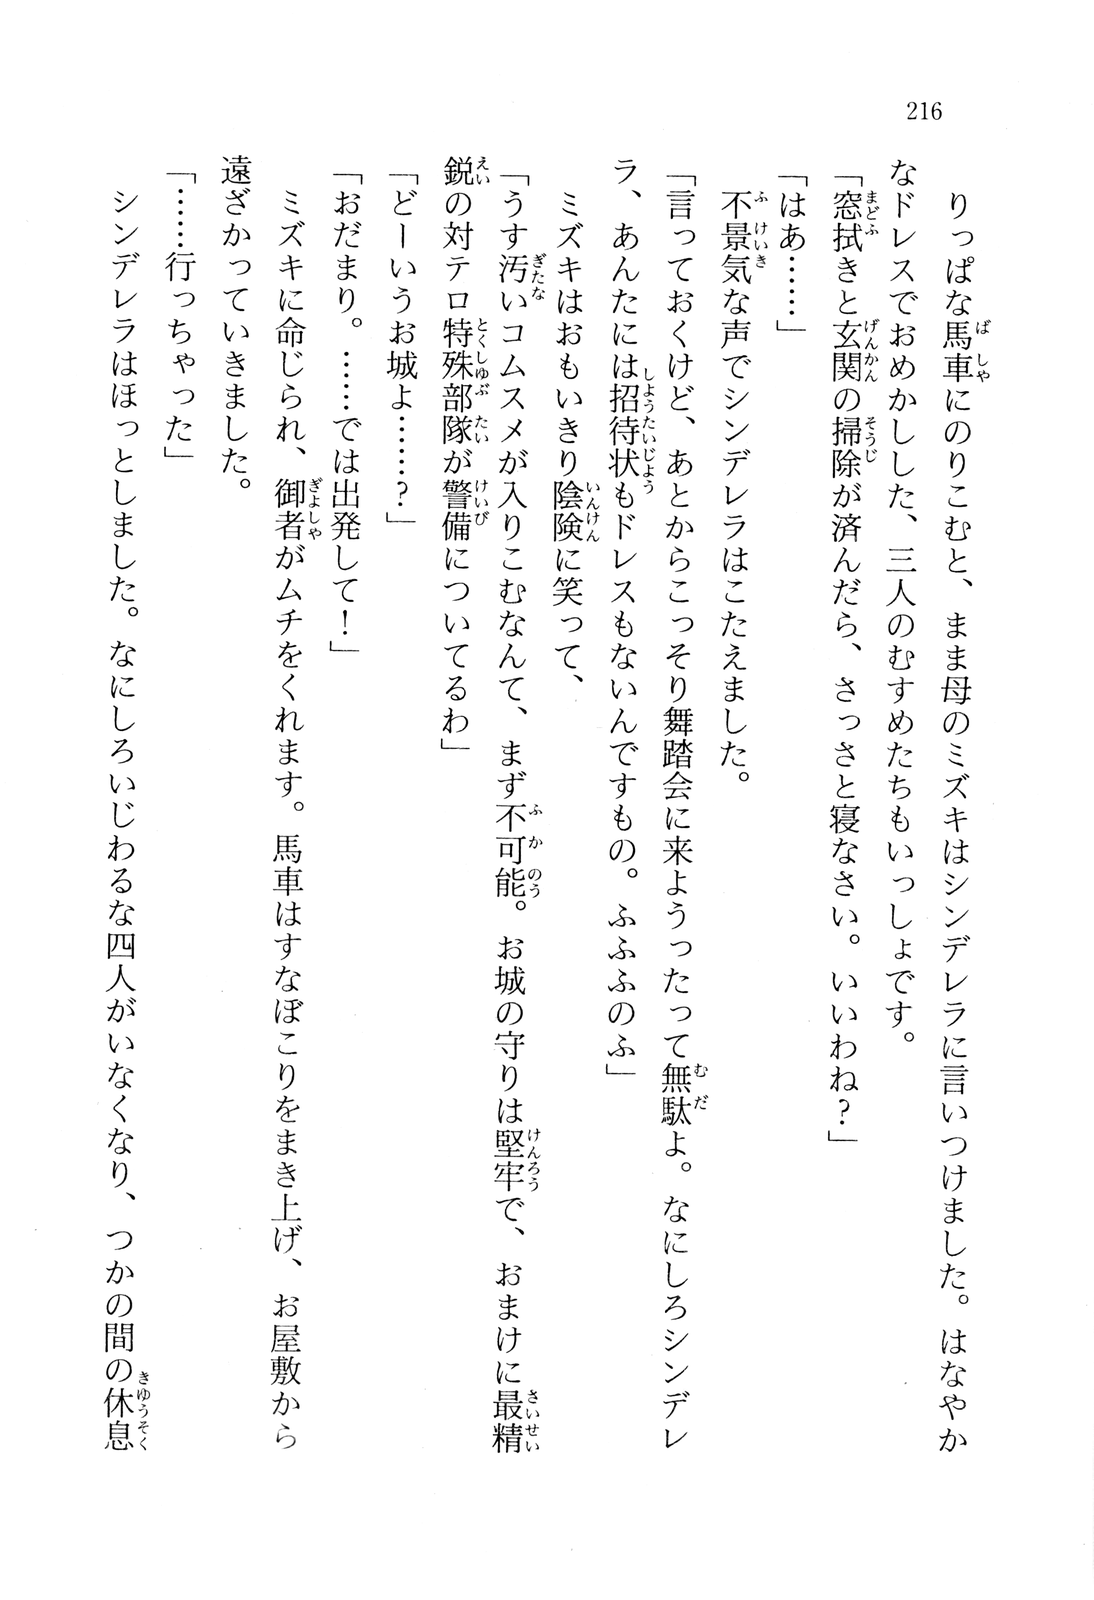 216
りっぱな馬車にのりこむと、まま母のミズキはシンデレラに言いつけました。はなやか
なドレスでおめかしした、三人のむすめたちもいっしょです。
「窓拭きと玄関の掃除が済んだら、さっさと寝なさい。いいわね?」
「はあ……」
不景気な声でシンデレラはこたえました。
「言っておくけど、あとからこっそり舞踏会に来ようったって無駄よ。なにしろシンデレ
ラ、あんたには招待状もドレスもないんですもの。ふふふのふ」
ミズキはおもいきり陰険に笑って、
「うす汚いコムスメが入りこむなんて、まず不可能。お城の守りは堅牢で、おまけに最精
鋭の対テロ特殊部隊が警備についてるわ」
「どーいうお城よ……?」
「おだまり。……では出発して!」
ミズキに命じられ、御者がムチをくれます。馬車はすなぼこりをまき上げ、お屋敷から
遠ざかっていきました。
「……行っちゃった」
シンデレラはほっとしました。なにしろいじわるな四人がいなくなり、つかの間の休息